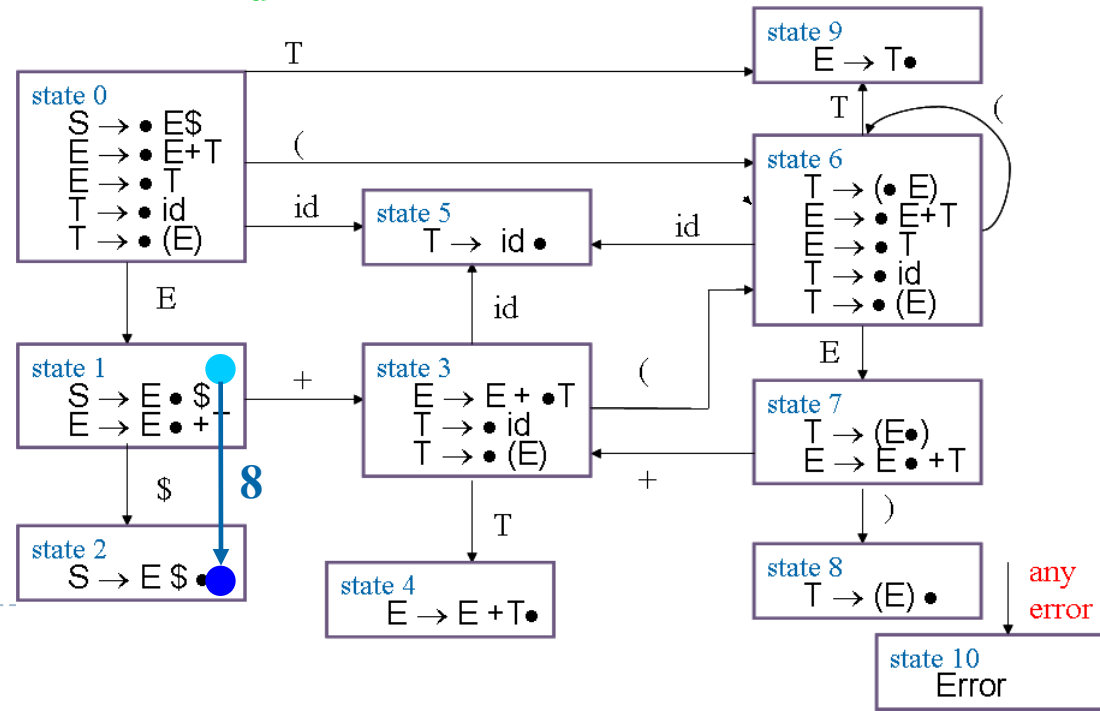 state 9
E → T•
T
state 0
S → • E$
E → • E+T
E → • T
T → • id
T → • (E)
(
T
(
state 6
T → (• E)
E → • E+T
E → • T
T → • id
T → • (E)
id
state 5
T → id •
id
E
id
E
state 1
S → E • $
E → E • +T
+
state 3
E → E + •T
T → • id
T → • (E)
(
state 7
T → (E•)
E → E • +T
+
$
8
T
)
state 2
S → E $ •
state 4
E → E +T•
state 8
T → (E) •
any
error
state 10
Error